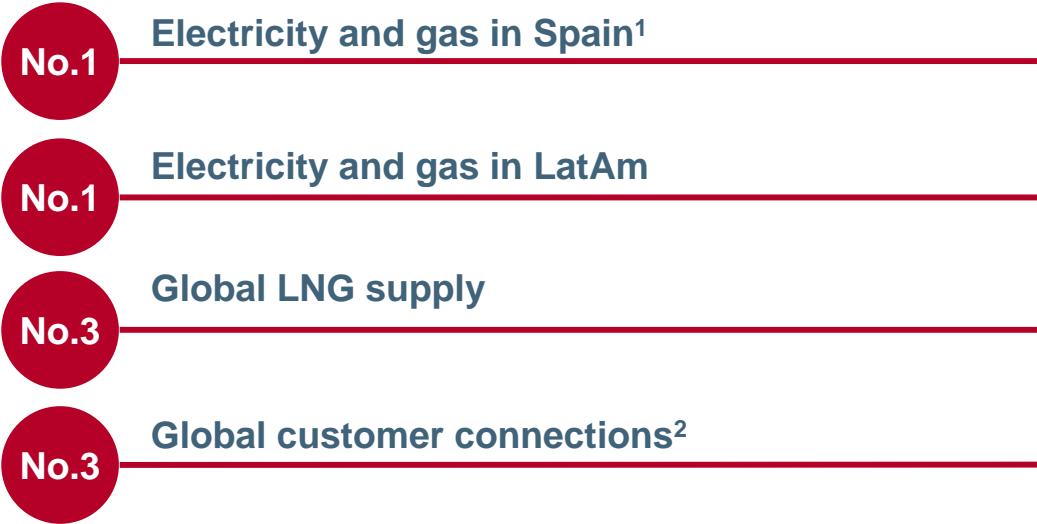 Electricity and gas in Spain¹
No.1
Electricity and gas in LatAm
No.1
Global LNG supply
No.3
Global customer connections²
No.3